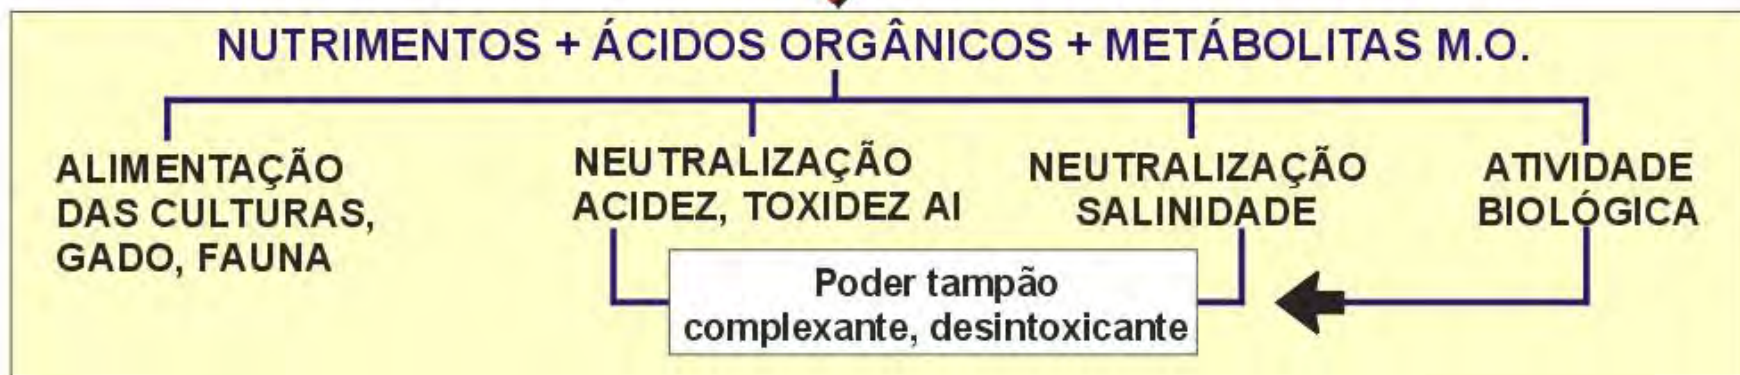 NUTRIMENTOS + ÁCIDOS ORGÂNICOS + METÁBOLITAS M.O.
ALIMENTAÇÃO
DAS CULTURAS,
GADO, FAUNA
NEUTRALIZAÇÃO
ACIDEZ, TOXIDEZ Al
NEUTRALIZAÇÃO
SALINIDADE
ATIVIDADE
BIOLÓGICA
Poder tampão
complexante, desintoxicante